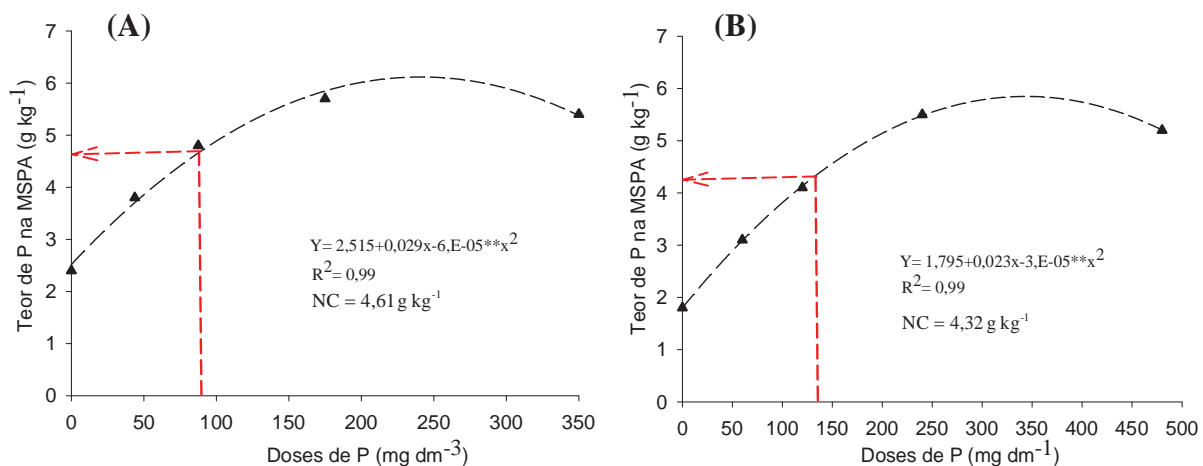 (A)
Teor de P na MSPA (g kg⁻¹)
7
6
5
4
3
2
1
0
Y= 2,515+0,029x-6,E-05**x²
R²= 0,99
NC = 4,61 g kg⁻¹
0 50 100 150 200 250 300 350
Doses de P (mg dm⁻³)
(B)
Teor de P na MSPA (g kg⁻¹)
7
6
5
4
3
2
1
0
Y= 1,795+0,023x-3,E-05**x²
R²= 0,99
NC = 4,32 g kg⁻¹
0 50 100 150 200 250 300 350 400 450 500
Doses de P (mg dm⁻¹)